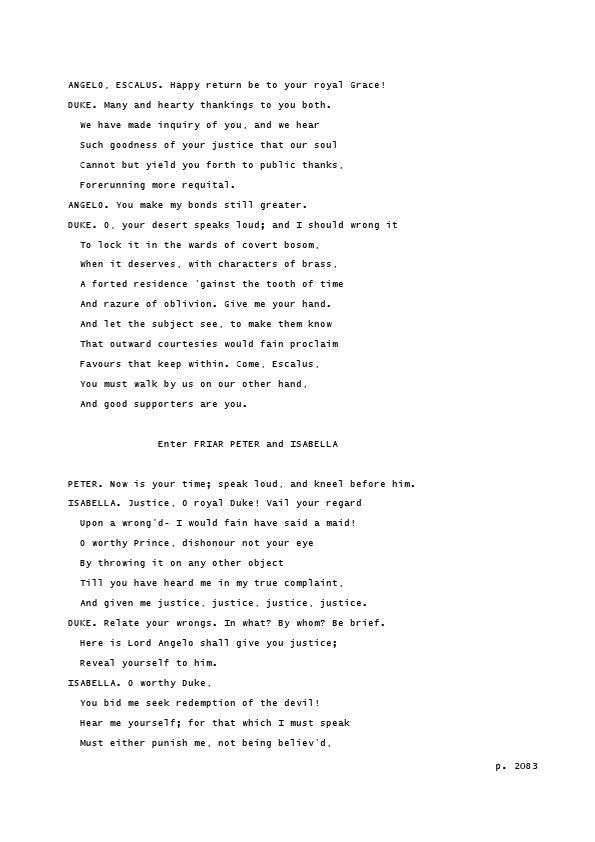 ANGELO, ESCALUS. Happy return be to your royal Grace!
DUKE. Many and hearty thankings to you both.
We have made inquiry of you, and we hear
Such goodness of your justice that our soul
Cannot but yield you forth to public thanks,
Forerunning more requital.
ANGELO. You make my bonds still greater.
DUKE. O, your desert speaks loud; and I should wrong it
To lock it in the wards of covert bosom,
When it deserves, with characters of brass,
A forted residence 'gainst the tooth of time
And razure of oblivion. Give me your hand.
And let the subject see, to make them know
That outward courtesies would fain proclaim
Favours that keep within. Come, Escalus,
You must walk by us on our other hand,
And good supporters are you.
Enter FRIAR PETER and ISABELLA
PETER. Now is your time; speak loud, and kneel before him.
ISABELLA. Justice, O royal Duke! Vail your regard
Upon a wrong'd- I would fain have said a maid!
O worthy Prince, dishonour not your eye
By throwing it on any other object
Till you have heard me in my true complaint,
And given me justice, justice, justice, justice.
DUKE. Relate your wrongs. In what? By whom? Be brief.
Here is Lord Angelo shall give you justice;
Reveal yourself to him.
ISABELLA. O worthy Duke,
You bid me seek redemption of the devil!
Hear me yourself; for that which I must speak
Must either punish me, not being believ'd,
p. 2083